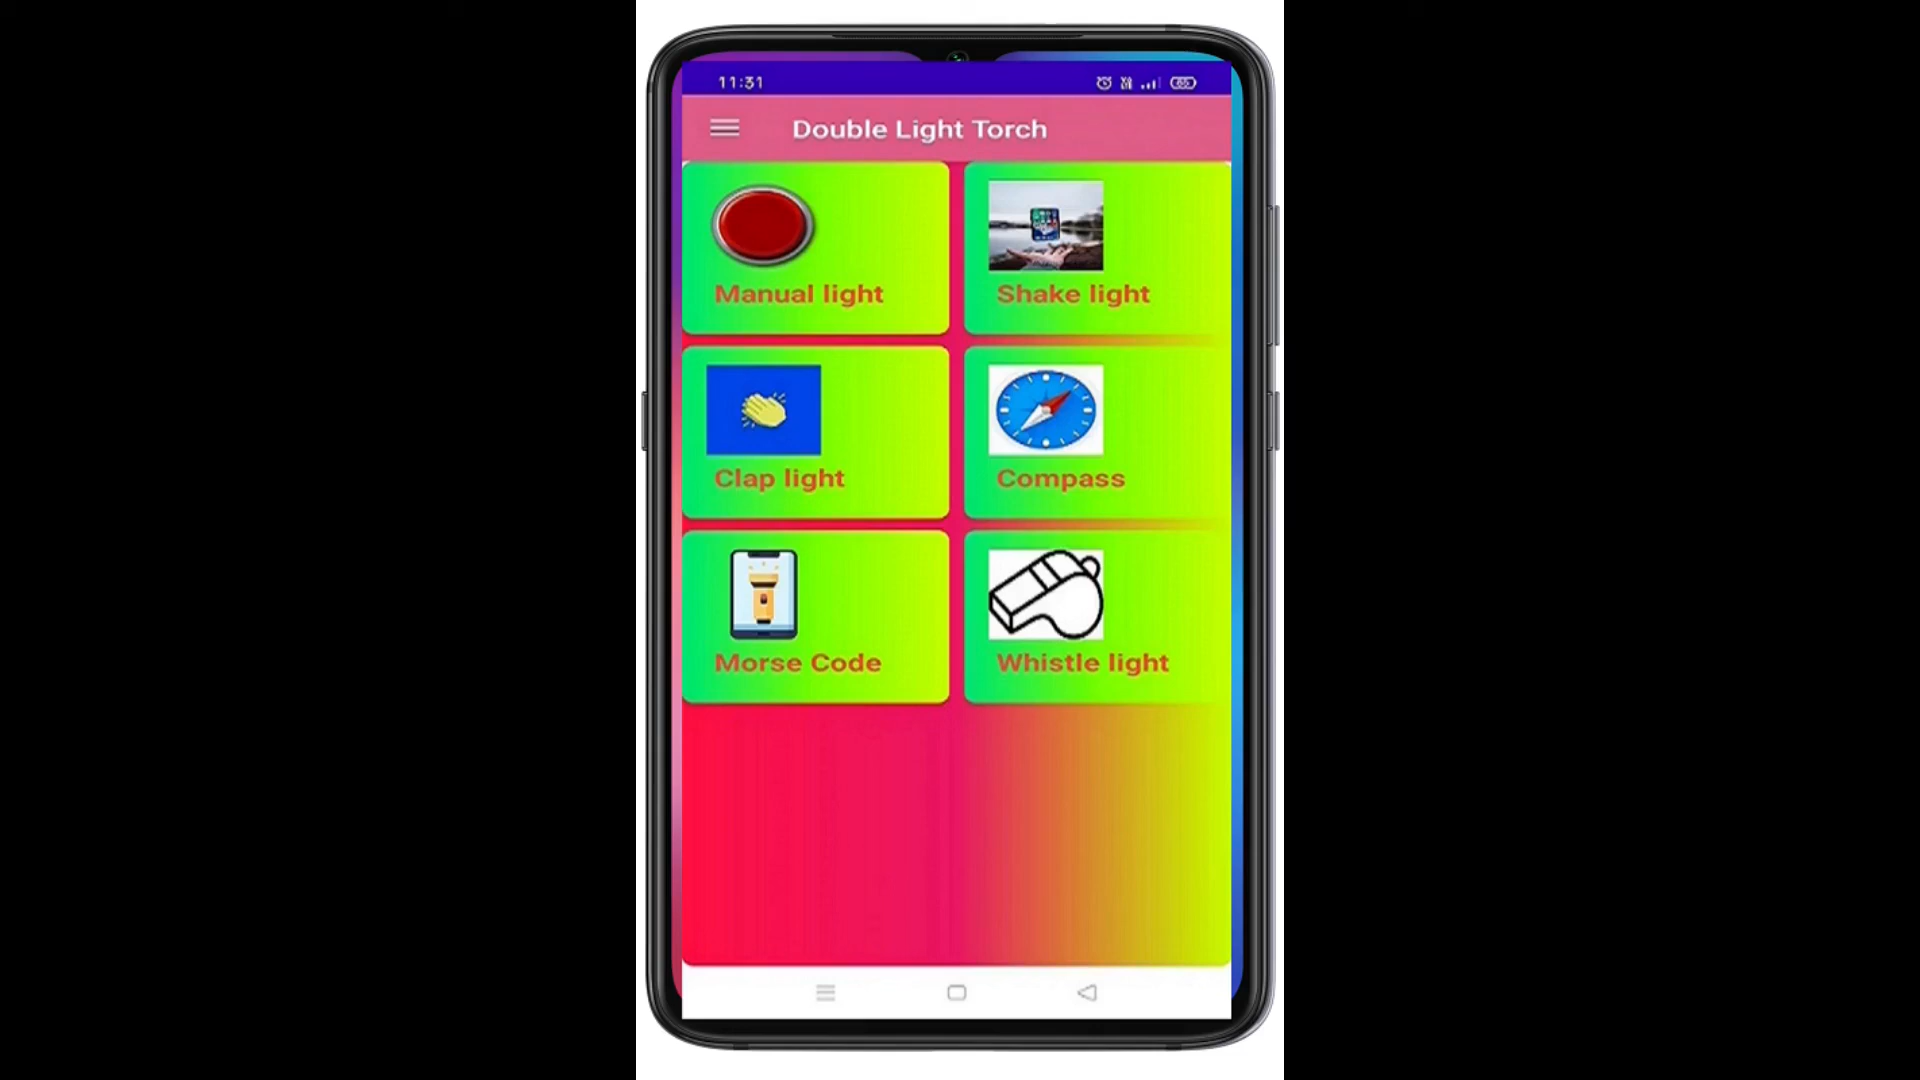 11:31
Double Light Torch
Manual light
Shake light
Clap light
Compass
Morse Code
Whistle light